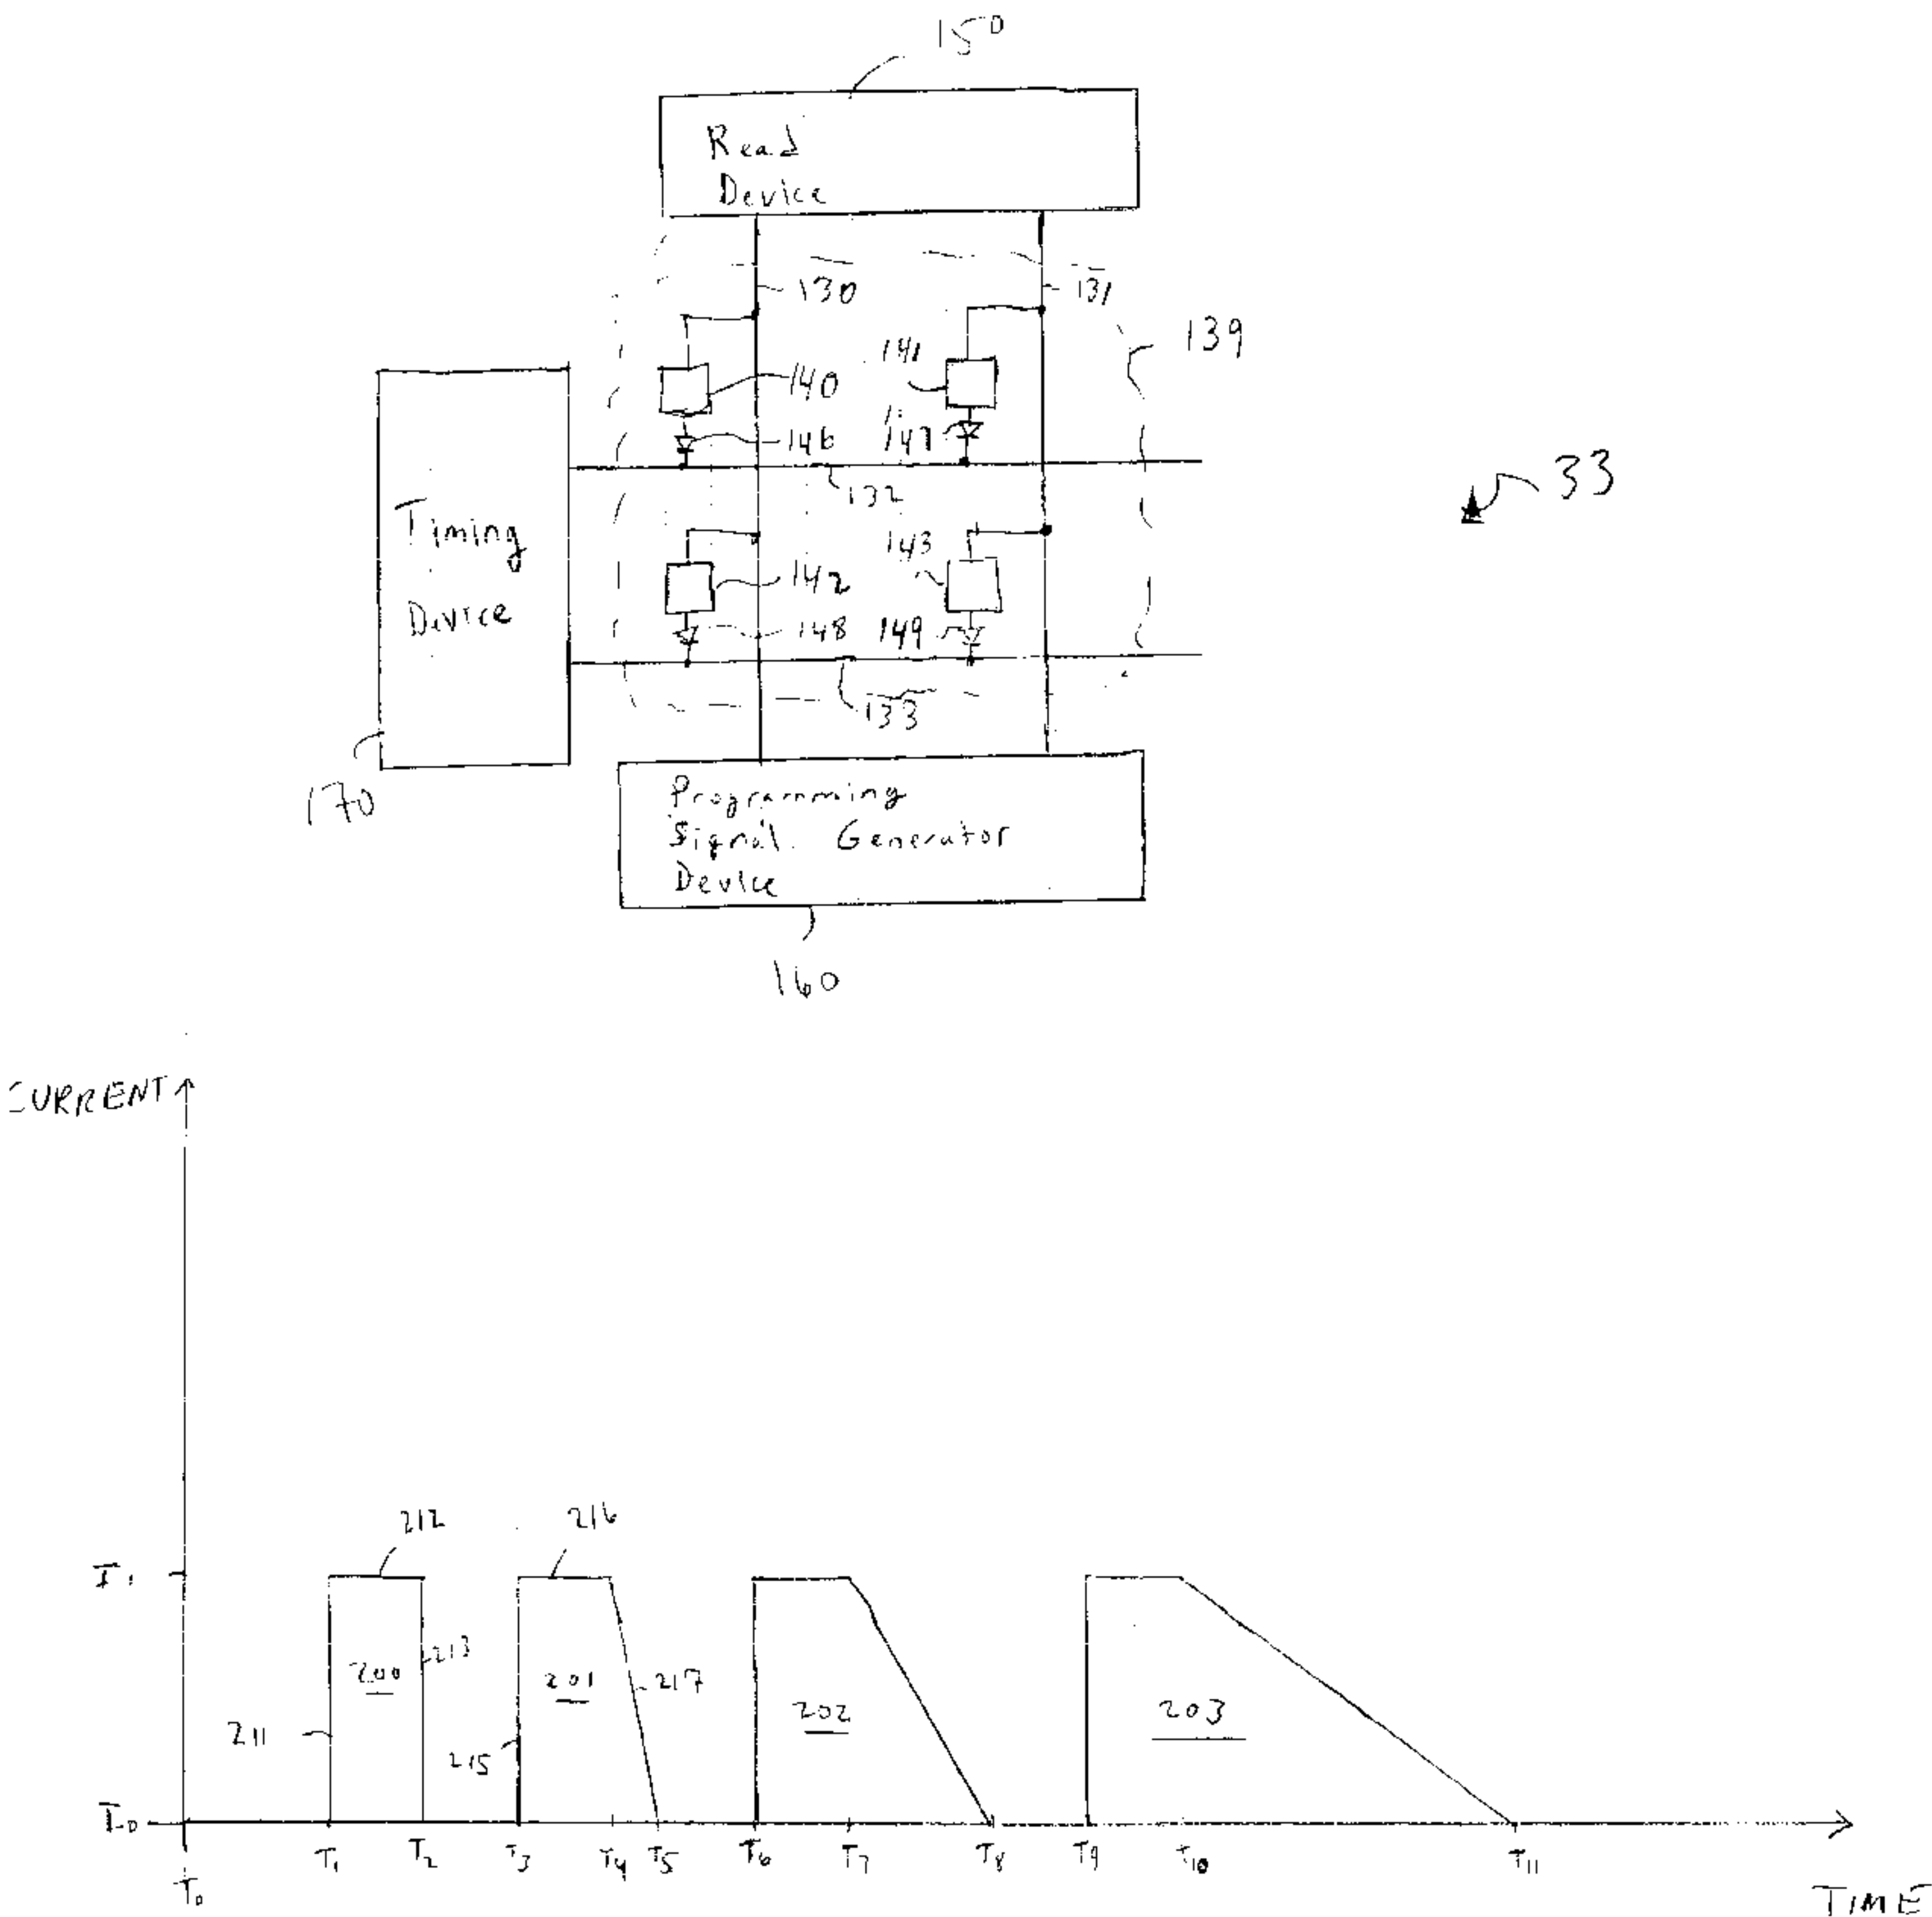 150
Read
Device
130
131
139
141
140
146
147
132
33
Timing
Device
143
142
148
149
133
170
Programming
Signal Generator
Device
160
CURRENT
212
216
I₁
200
213
201
217
202
203
211
215
I₀
T₁
T₂
T₃
T₄
T₅
T₆
T₇
T₈
T₉
T₁₀
T₁₁
T₀
TIME